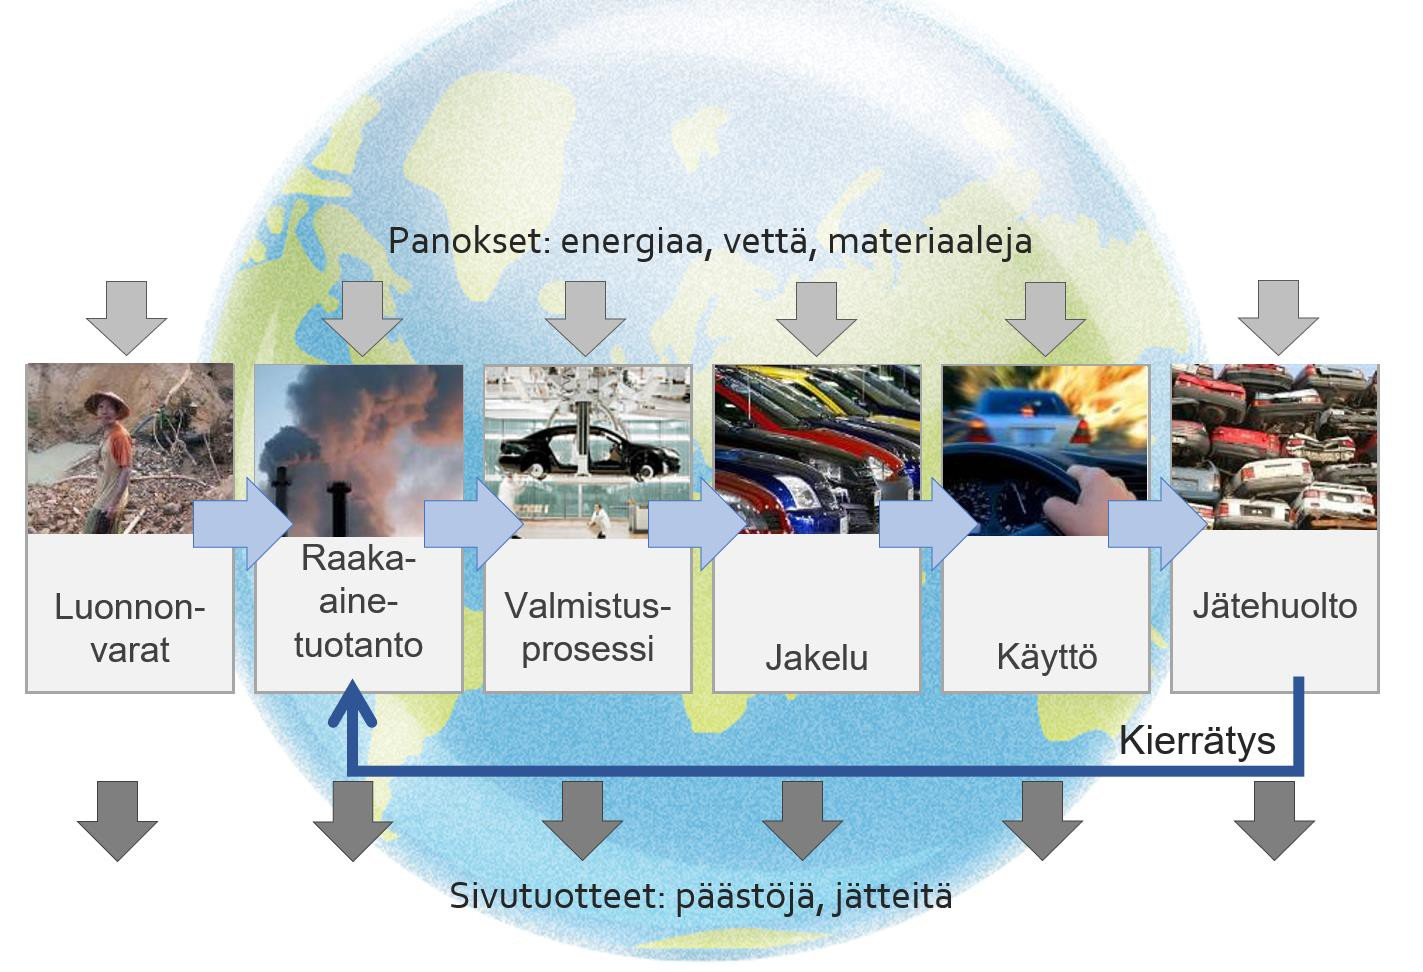 Panokset: energiaa, vettä, materiaaleja
Luonnon-
varat
Raaka-
aine-
tuotanto
Valmistus-
prosessi
Jakelu
Käyttö
Jätehuolto
Kierrätys
Sivutuotteet: päästöjä, jätteitä